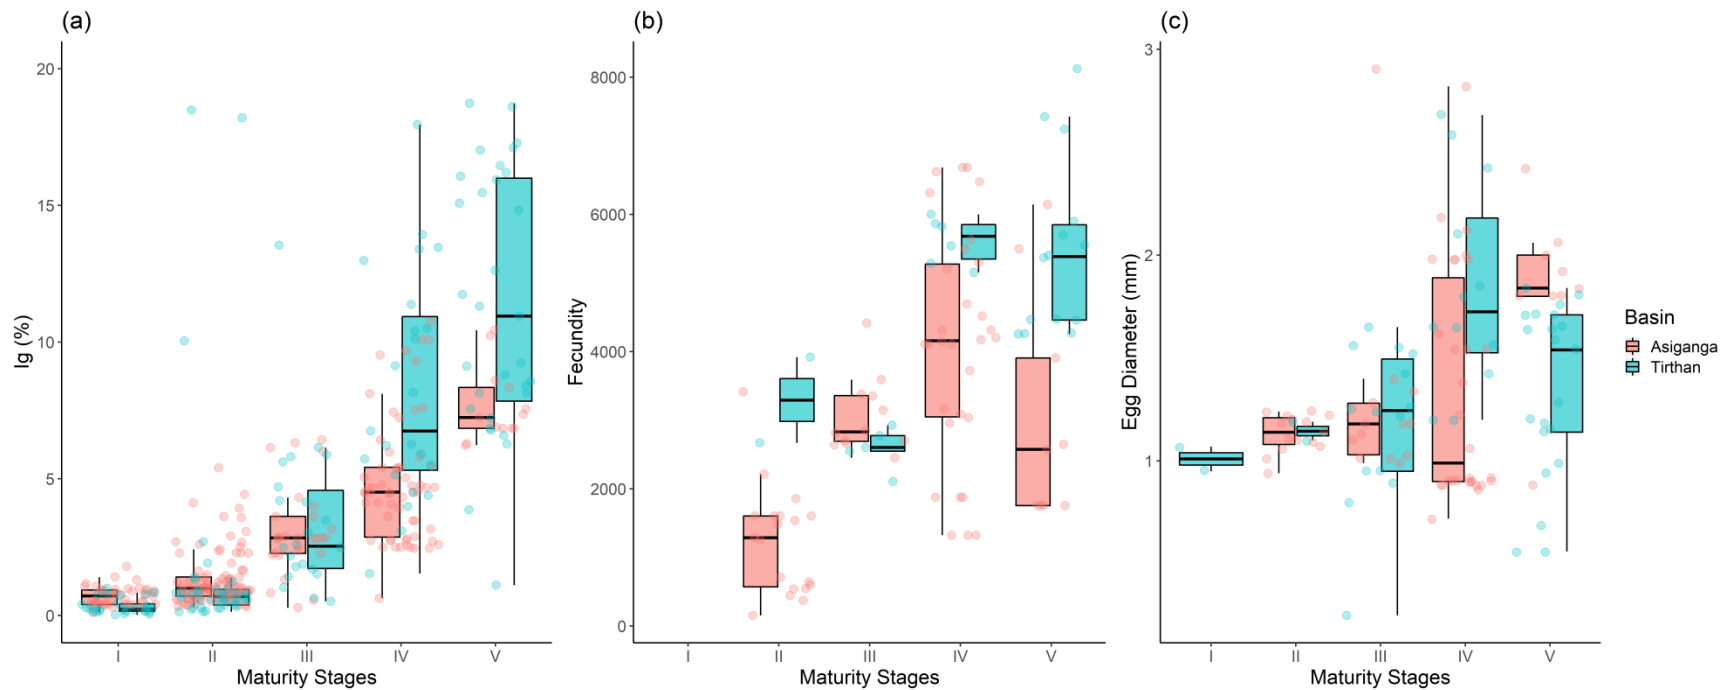 (a)
(b)
(c)
Ig (%)
20
15
10
5
0
I II III IV V
Maturity Stages
Fecundity
8000
6000
4000
2000
0
I II III IV V
Maturity Stages
Egg Diameter (mm)
3
2
1
I II III IV V
Maturity Stages
Basin
Asiganga
Tirthan